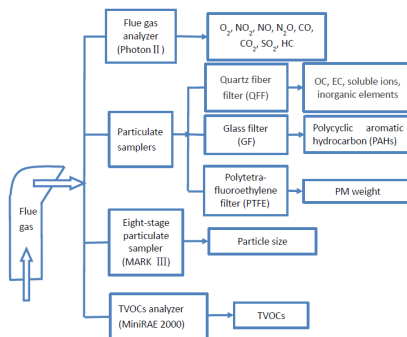 Flue gas
analyzer
(PhotonⅡ)
O2, NO2, NO, N2O, CO,
CO2, SO2, HC
Quartz fiber
filter (QFF)
OC, EC, soluble ions,
inorganic elements
Particulate
samplers
Glass filter
(GF)
Polycyclic aromatic
hydrocarbon (PAHs)
Polytetra-
fluoroethylene
filter (PTFE)
PM weight
Flue
gas
Eight-stage
particulate
sampler
(MARK Ⅲ)
Particle size
TVOCs analyzer
(MiniRAE 2000)
TVOCs